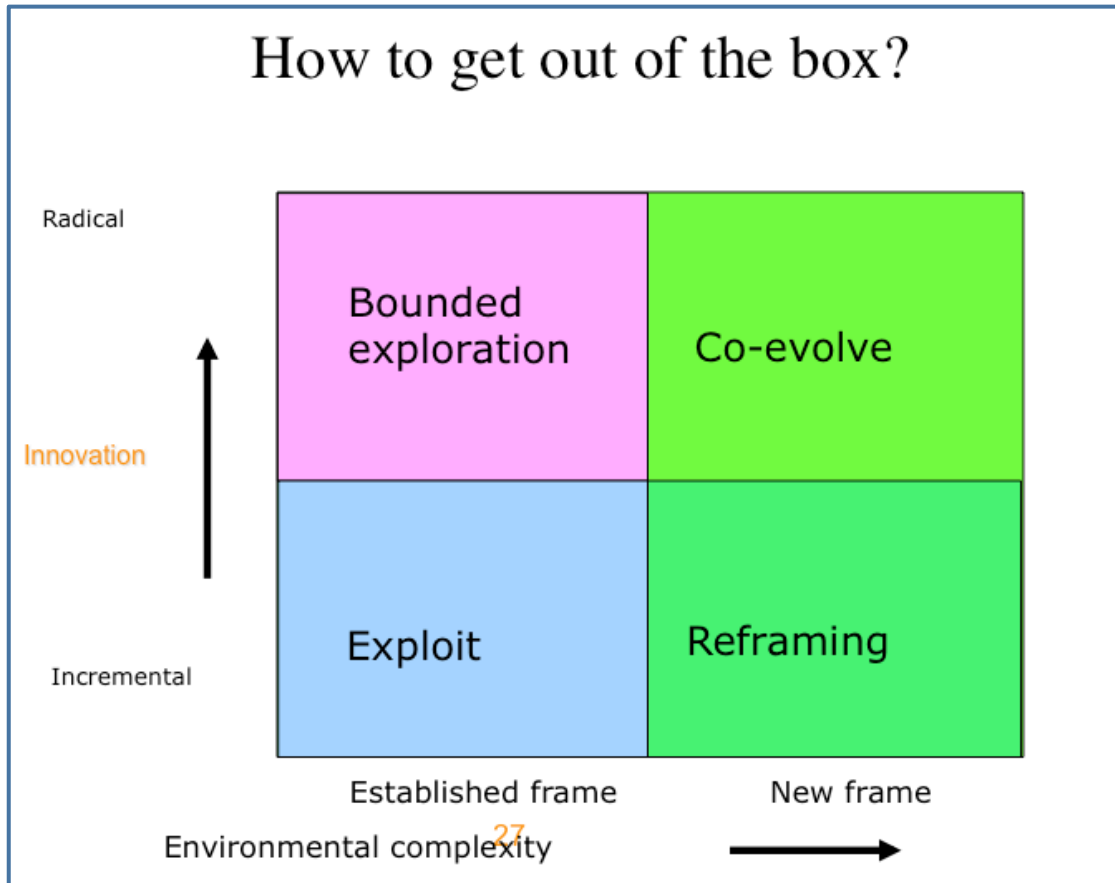 How to get out of the box?
Radical
Bounded
exploration
Co-evolve
Innovation
Exploit
Reframing
Incremental
Established frame
New frame
27
Environmental complexity